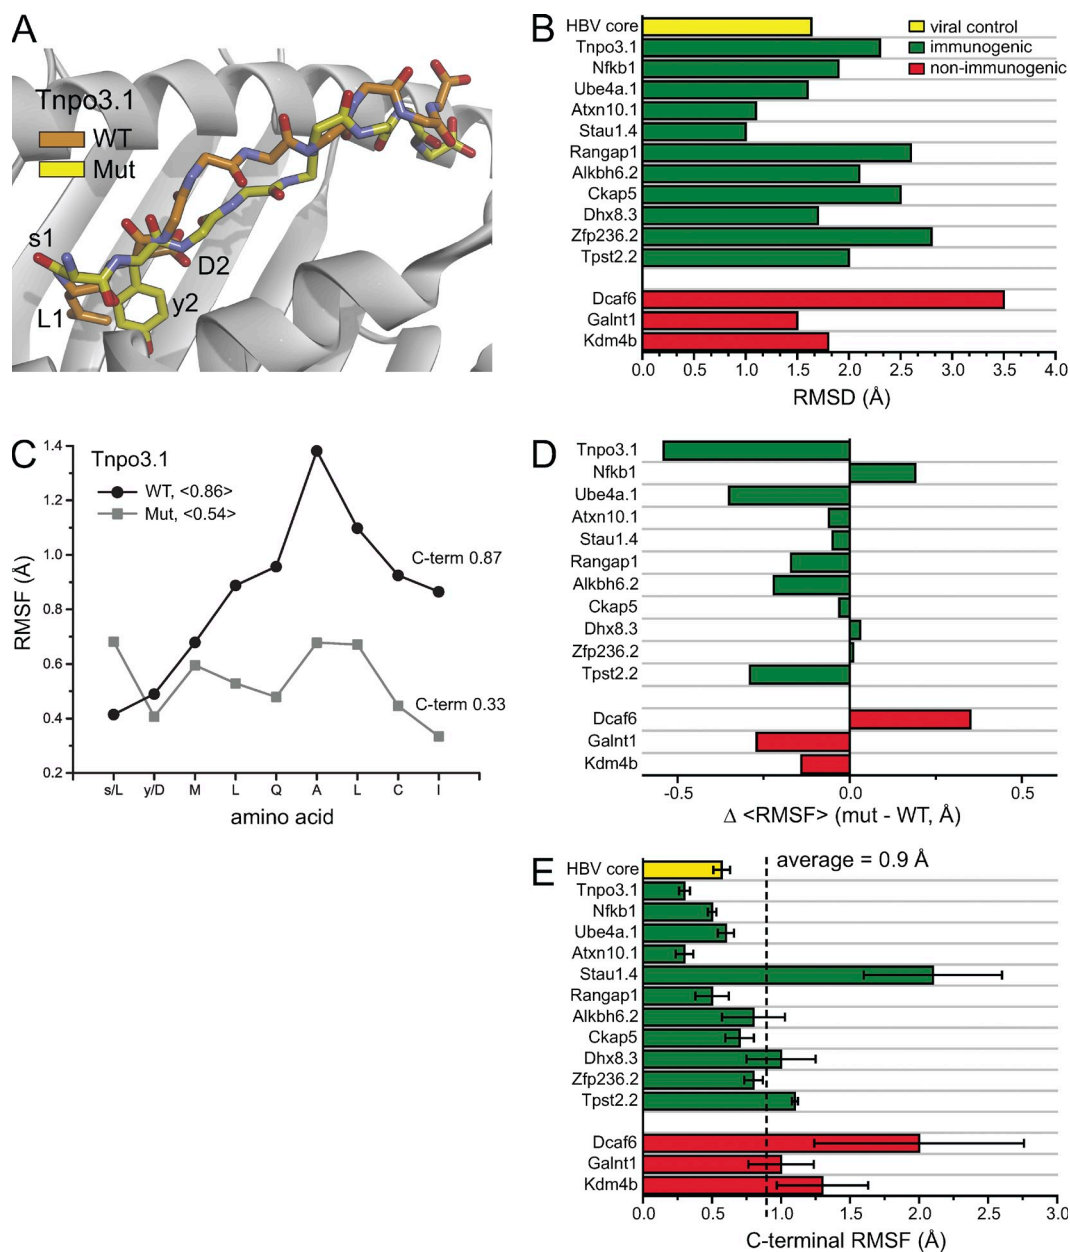 A
Tnpo3.1
WT
Mut
s1
D2
L1
y2
B
HBV core
Tnpo3.1
Nfkb1
Ube4a.1
Atxn10.1
Stau1.4
Rangap1
Alkbh6.2
Ckap5
Dhx8.3
Zfp236.2
Tpst2.2
Dcaf6
Galnt1
Kdm4b
viral control
immunogenic
non-immunogenic
0.0 0.5 1.0 1.5 2.0 2.5 3.0 3.5 4.0
RMSD (Å)
C
Tnpo3.1
WT, <0.86>
Mut, <0.54>
1.4
1.2
1.0
0.8
0.6
0.4
0.2
RMSF (Å)
C-term 0.87
C-term 0.33
s/L y/D M L Q A L C I
amino acid
D
Tnpo3.1
Nfkb1
Ube4a.1
Atxn10.1
Stau1.4
Rangap1
Alkbh6.2
Ckap5
Dhx8.3
Zfp236.2
Tpst2.2
Dcaf6
Galnt1
Kdm4b
-0.5 0.0 0.5
Δ <RMSF> (mut - WT, Å)
E
average = 0.9 Å
HBV core
Tnpo3.1
Nfkb1
Ube4a.1
Atxn10.1
Stau1.4
Rangap1
Alkbh6.2
Ckap5
Dhx8.3
Zfp236.2
Tpst2.2
Dcaf6
Galnt1
Kdm4b
0.0 0.5 1.0 1.5 2.0 2.5 3.0
C-terminal RMSF (Å)